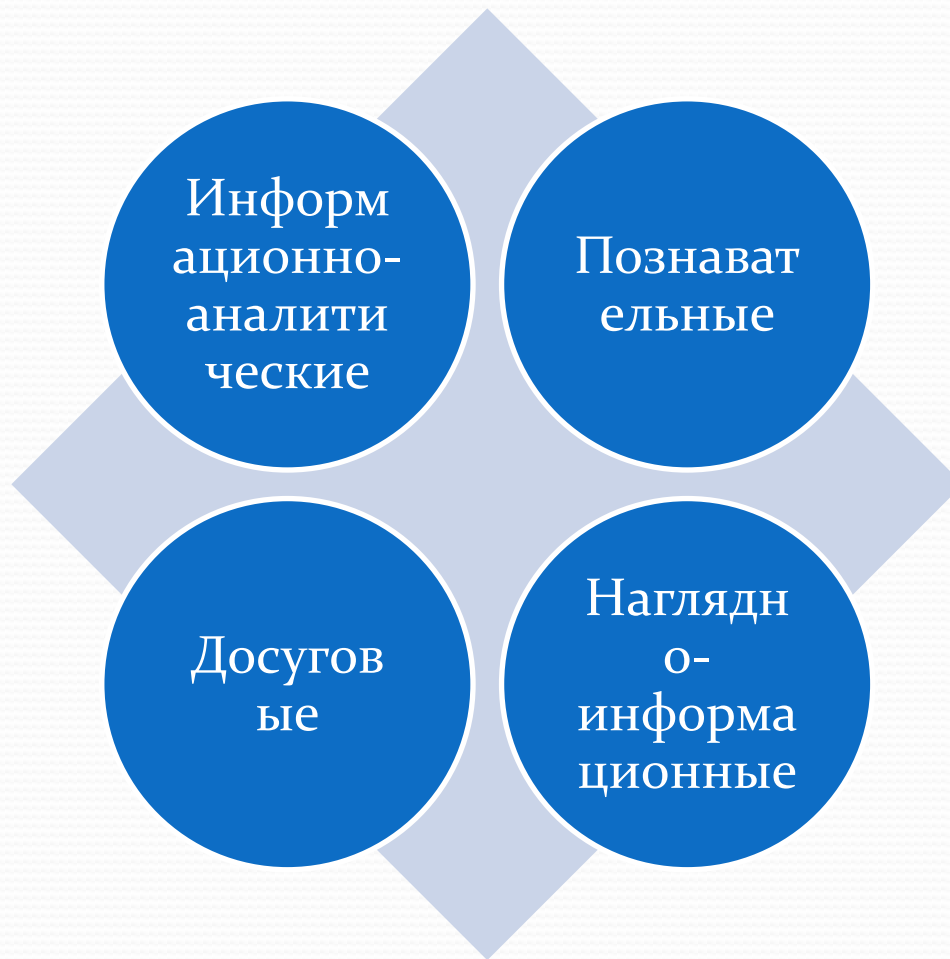 Информ
ационно-
аналити
ческие
Познават
ельные
Досугов
ые
Наглядн
о-
информа
ционные